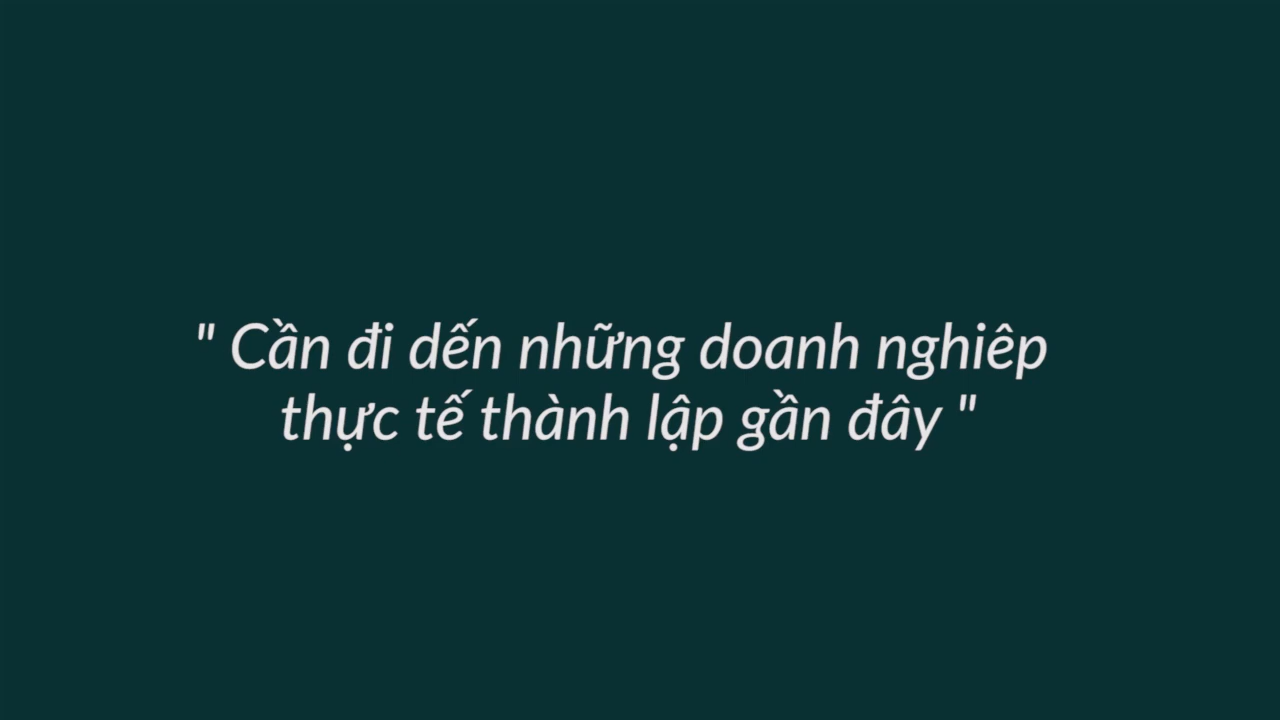 " Cần đi dến những doanh nghiêp
thực tế thành lập gần đây "